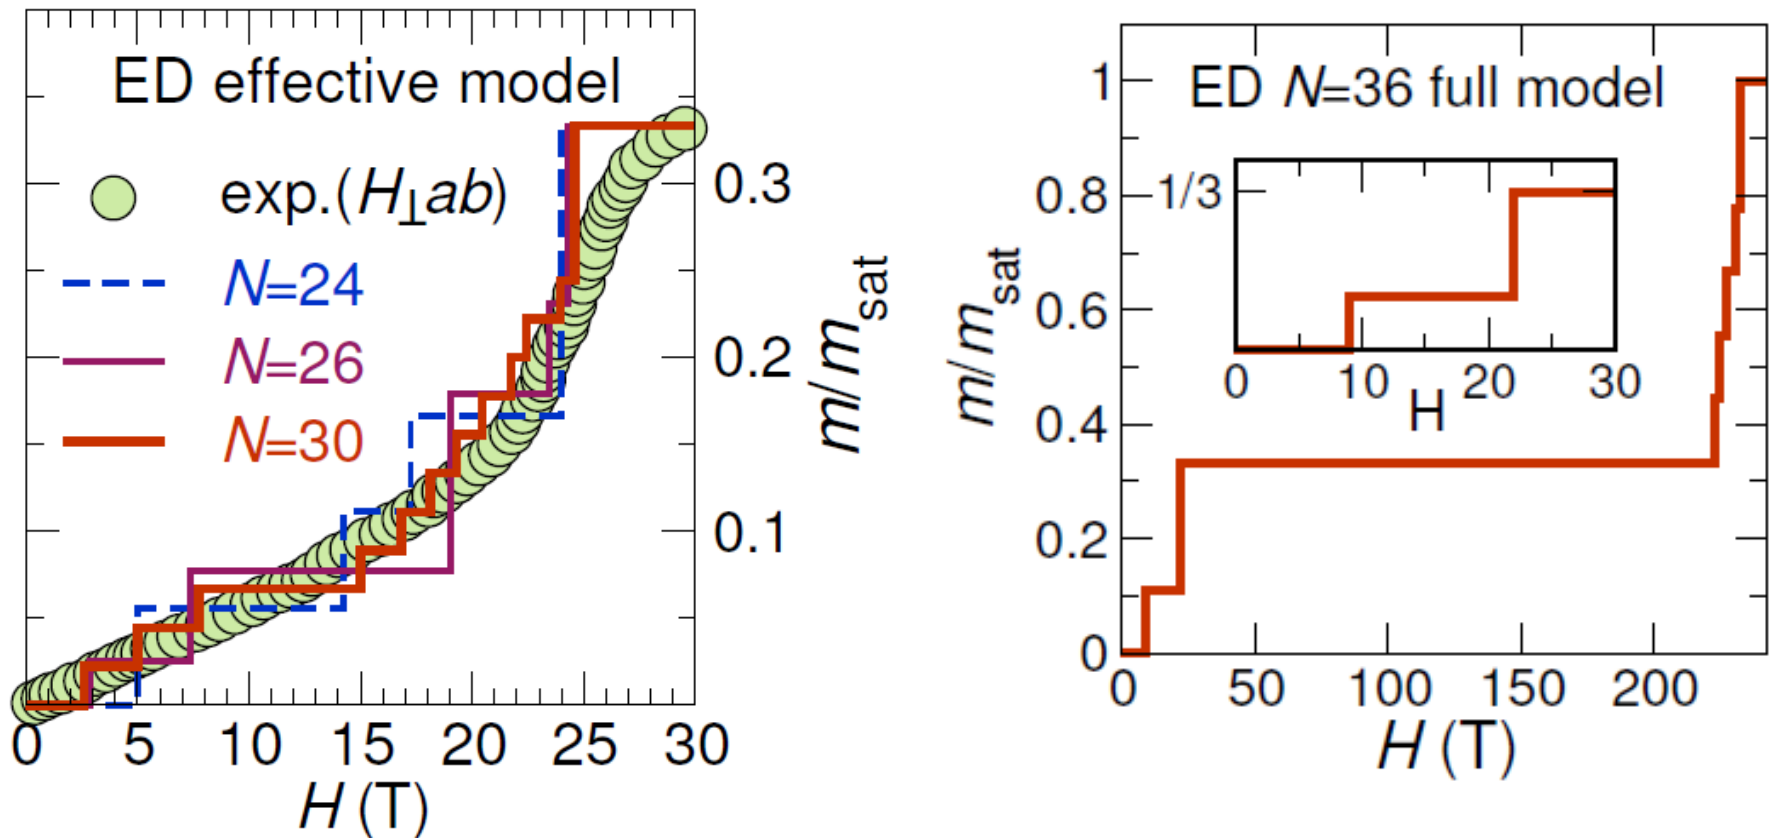 ED effective model
exp.(H⊥ab)
N=24
N=26
N=30
0.3
0.2
0.1
m/m_sat
0 5 10 15 20 25 30
H (T)
ED N=36 full model
1
0.8
0.6
0.4
0.2
0
m/m_sat
1/3
0 10 20 30
H
0 50 100 150 200
H (T)